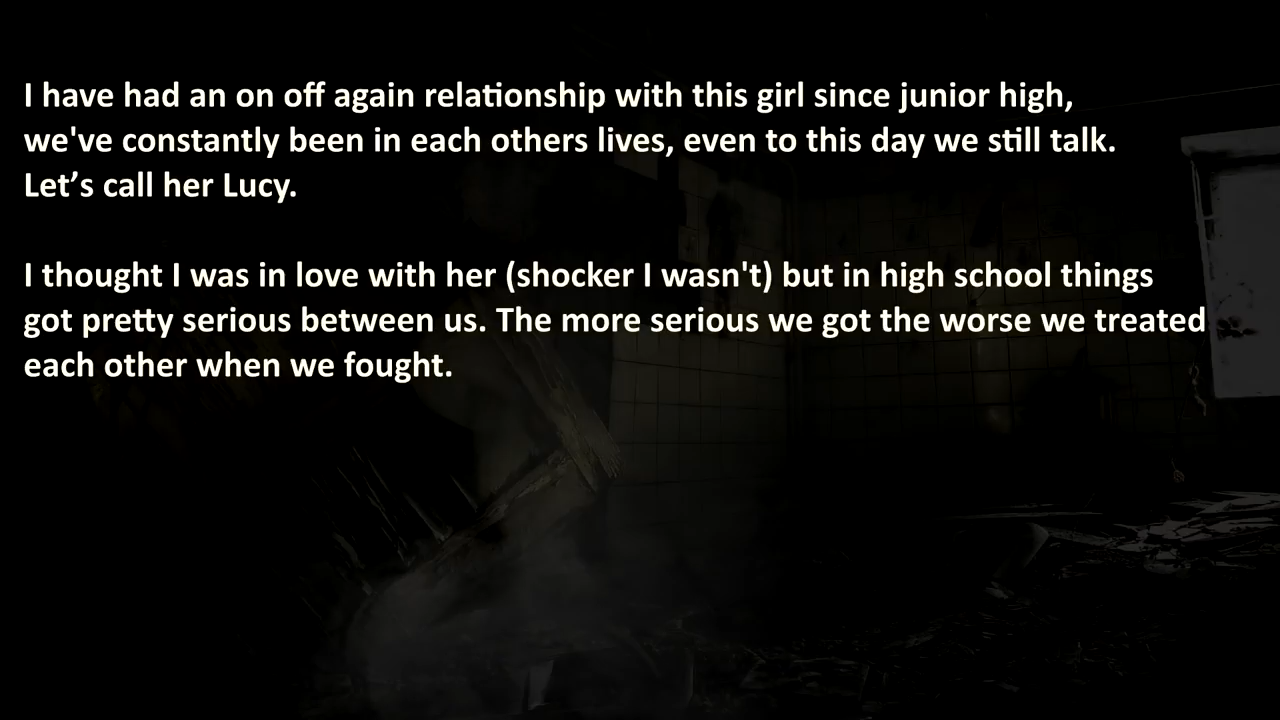 I have had an on off again relationship with this girl since junior high,
we've constantly been in each others lives, even to this day we still talk.
Let’s call her Lucy.
I thought I was in love with her (shocker I wasn't) but in high school things
got pretty serious between us. The more serious we got the worse we treated
each other when we fought.